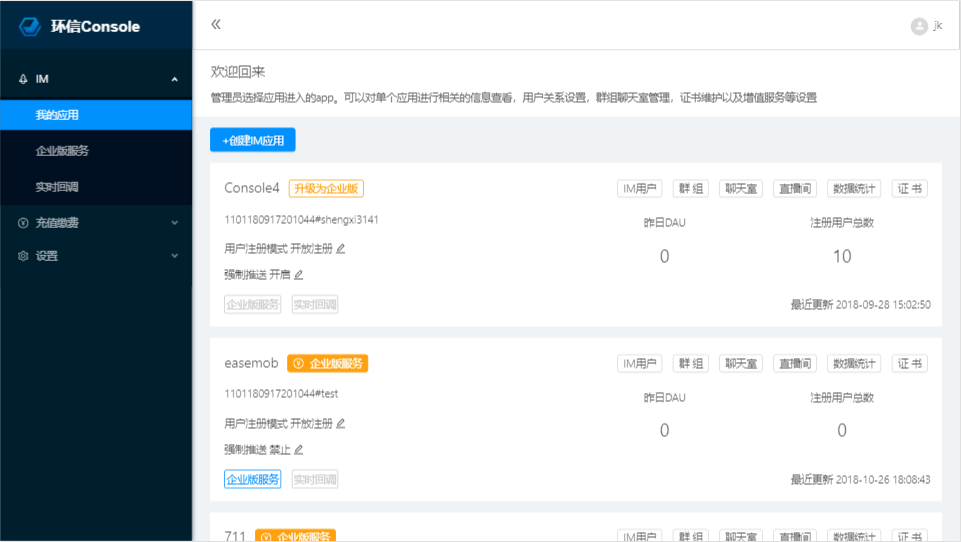 环信Console
jk
IM
我的应用
企业版服务
实时回调
充值缴费
设置
欢迎回来
管理员选择应用进入的app。可以对单个应用进行相关的信息查看，用户关系设置，群组聊天室管理，证书维护以及增值服务等设置
+创建IM应用
Console4 升级为企业版 IM用户 群组 聊天室 直播间 数据统计 证书
1101180917201044#shengxi3141 昨日DAU 注册用户总数
用户注册模式 开放注册 0 10
强制推送 开启
企业版服务 实时回调 最近更新 2018-09-28 15:02:50
easemob 企业版服务 IM用户 群组 聊天室 直播间 数据统计 证书
1101180917201044#test 昨日DAU 注册用户总数
用户注册模式 开放注册 0 0
强制推送 禁止
企业版服务 实时回调 最近更新 2018-10-26 18:08:43
711 企业版服务 IM用户 群组 聊天室 直播间 数据统计 证书